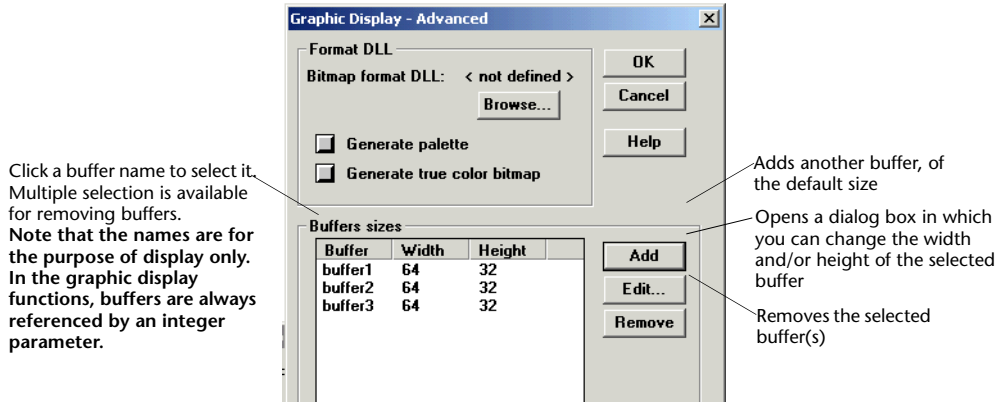 Graphic Display - Advanced
Format DLL
Bitmap format DLL: < not defined >
Browse...
Generate palette
Generate true color bitmap
OK
Cancel
Help
Click a buffer name to select it.
Multiple selection is available
for removing buffers.
Note that the names are for
the purpose of display only.
In the graphic display
functions, buffers are always
referenced by an integer
parameter.
Buffers sizes
Buffer Width Height
buffer1 64 32
buffer2 64 32
buffer3 64 32
Add
Edit...
Remove
Adds another buffer, of
the default size
Opens a dialog box in which
you can change the width
and/or height of the selected
buffer
Removes the selected
buffer(s)